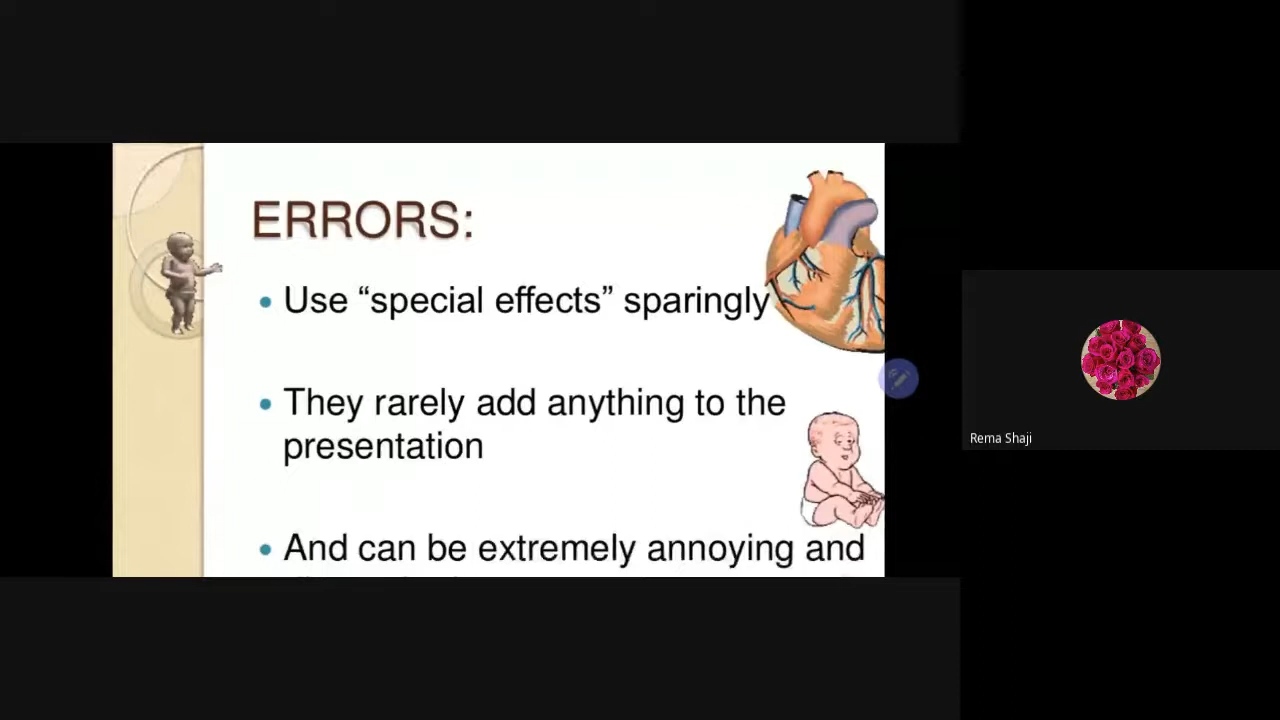 ERRORS:
• Use “special effects” sparingly
• They rarely add anything to the
presentation
• And can be extremely annoying and
Rema Shaji